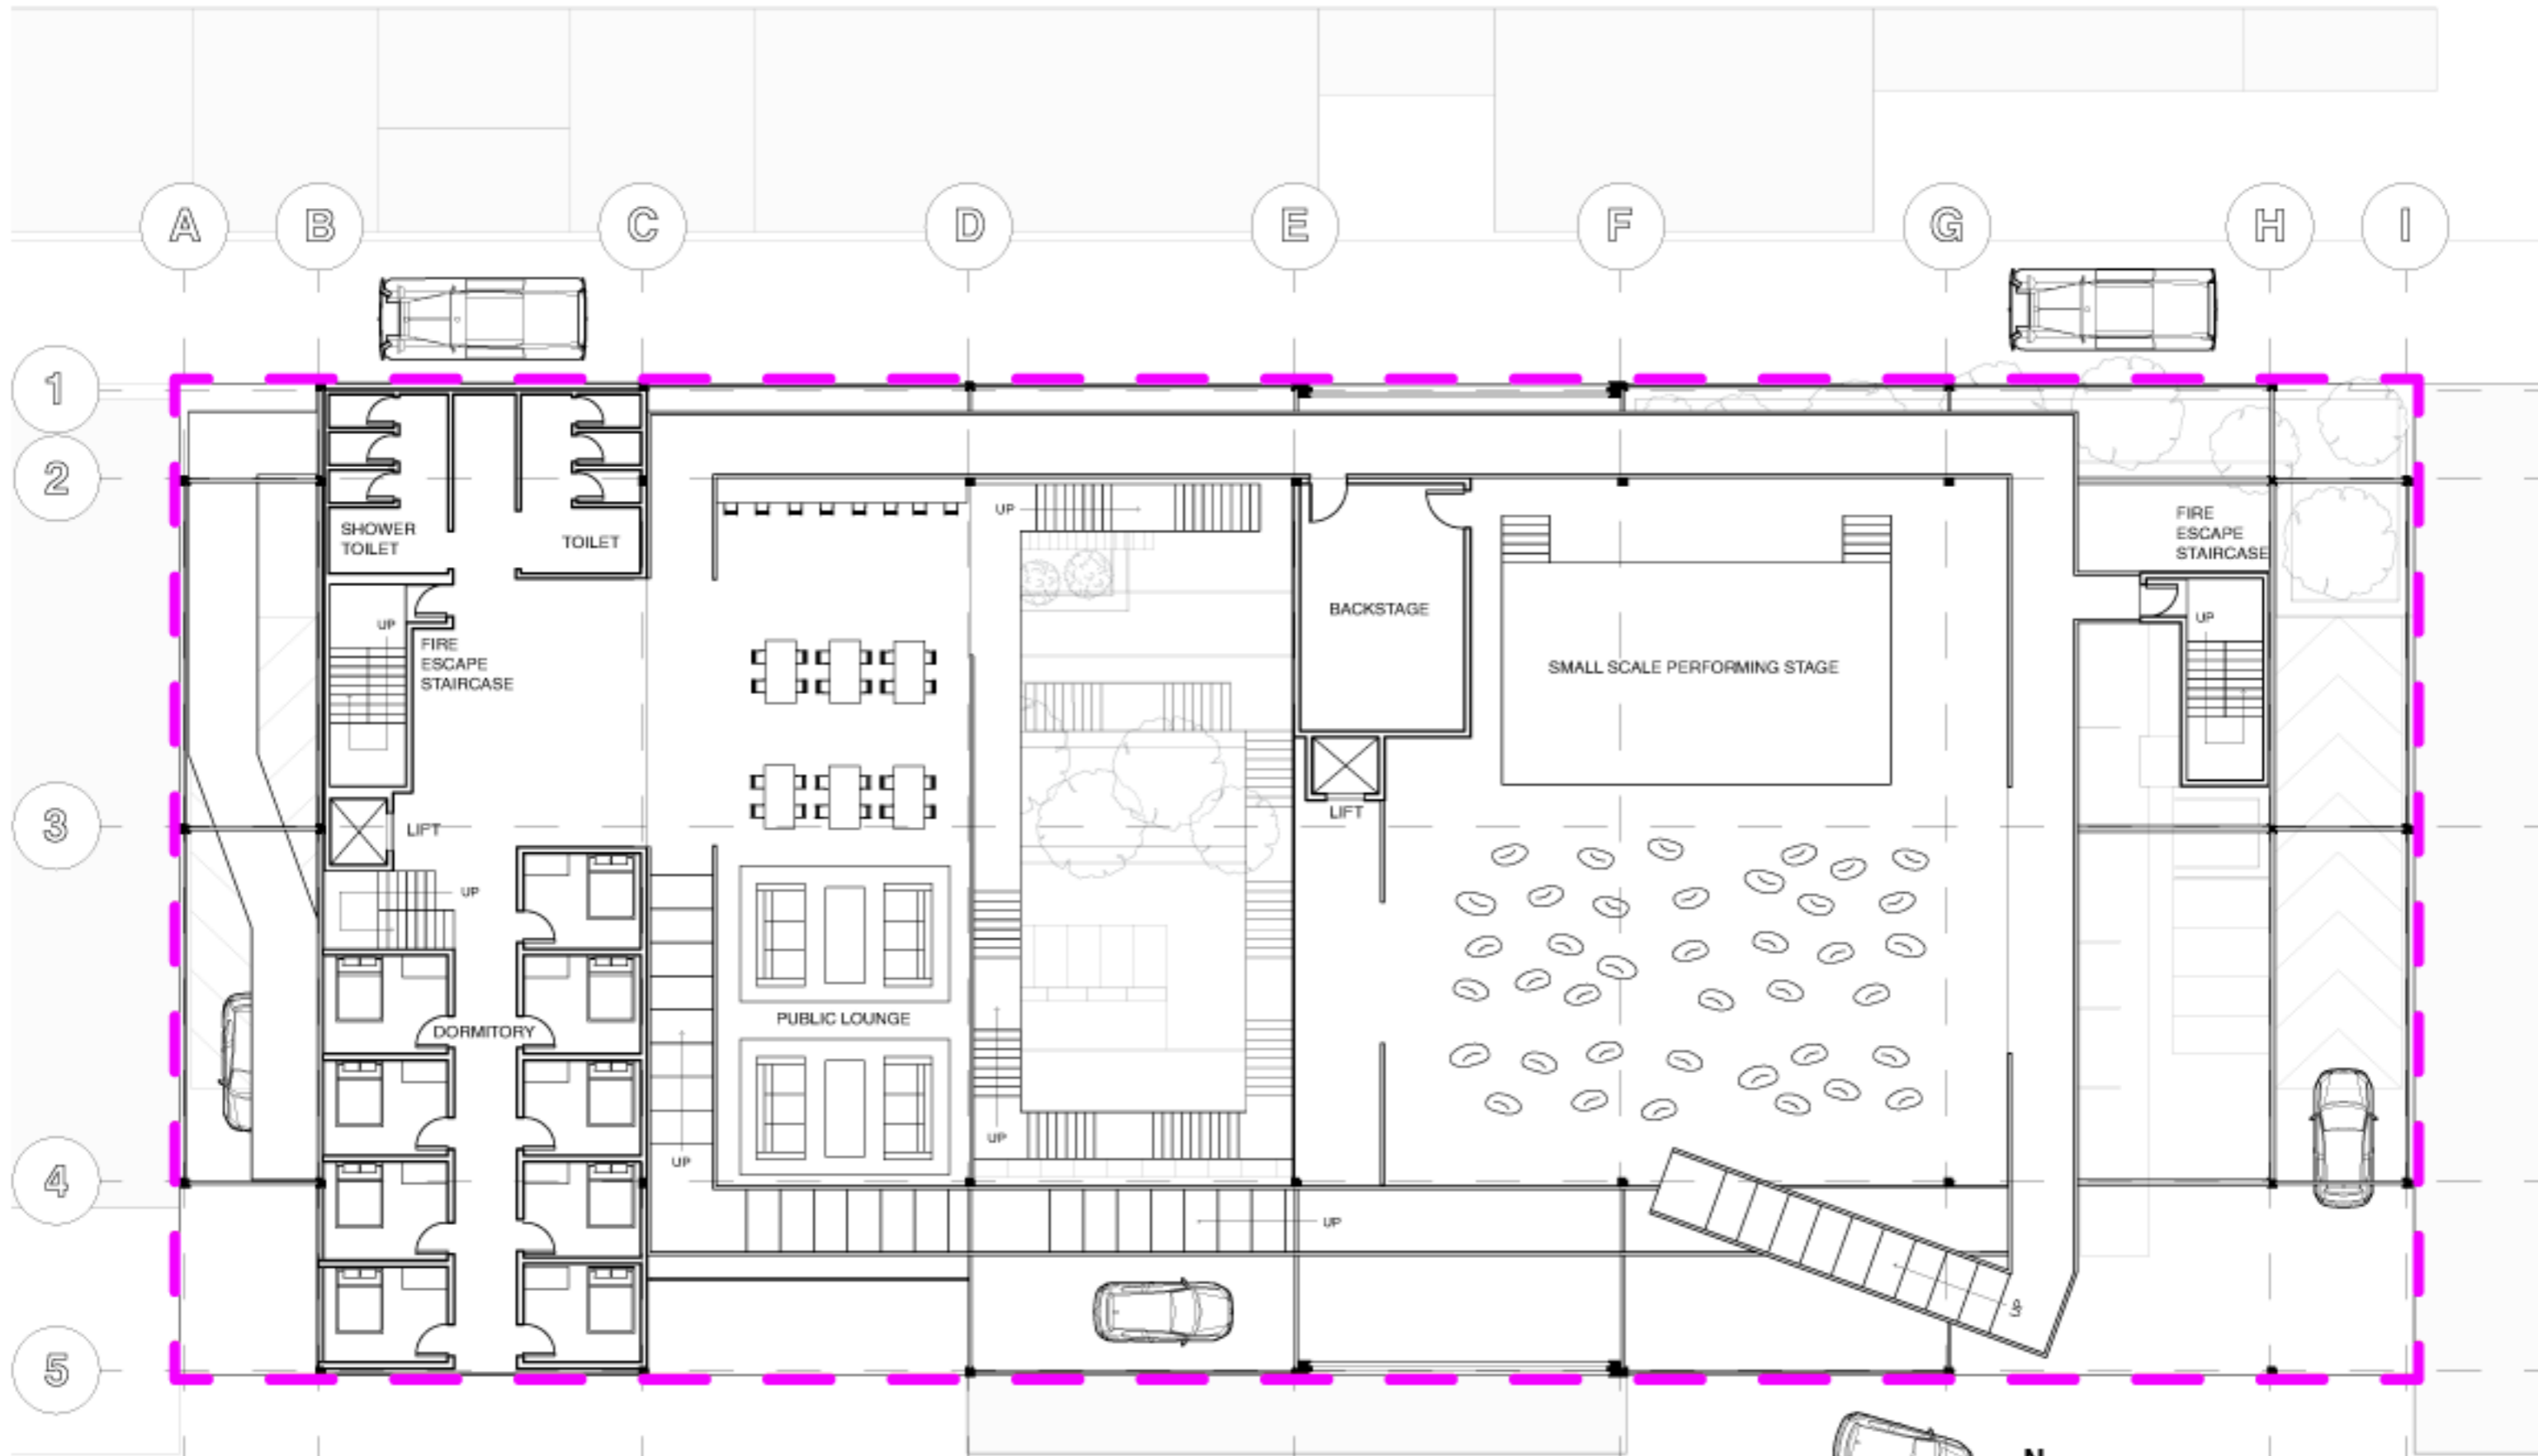 A B C D E F G H I
1
2
UP
SHOWER
TOILET
TOILET
FIRE
ESCAPE
STAIRCASE
BACKSTAGE
UP
UP
FIRE
ESCAPE
STAIRCASE
SMALL SCALE PERFORMING STAGE
3
LIFT
LIFT
UP
PUBLIC LOUNGE
DORMITORY
UP
UP
4
UP
UP
5
N